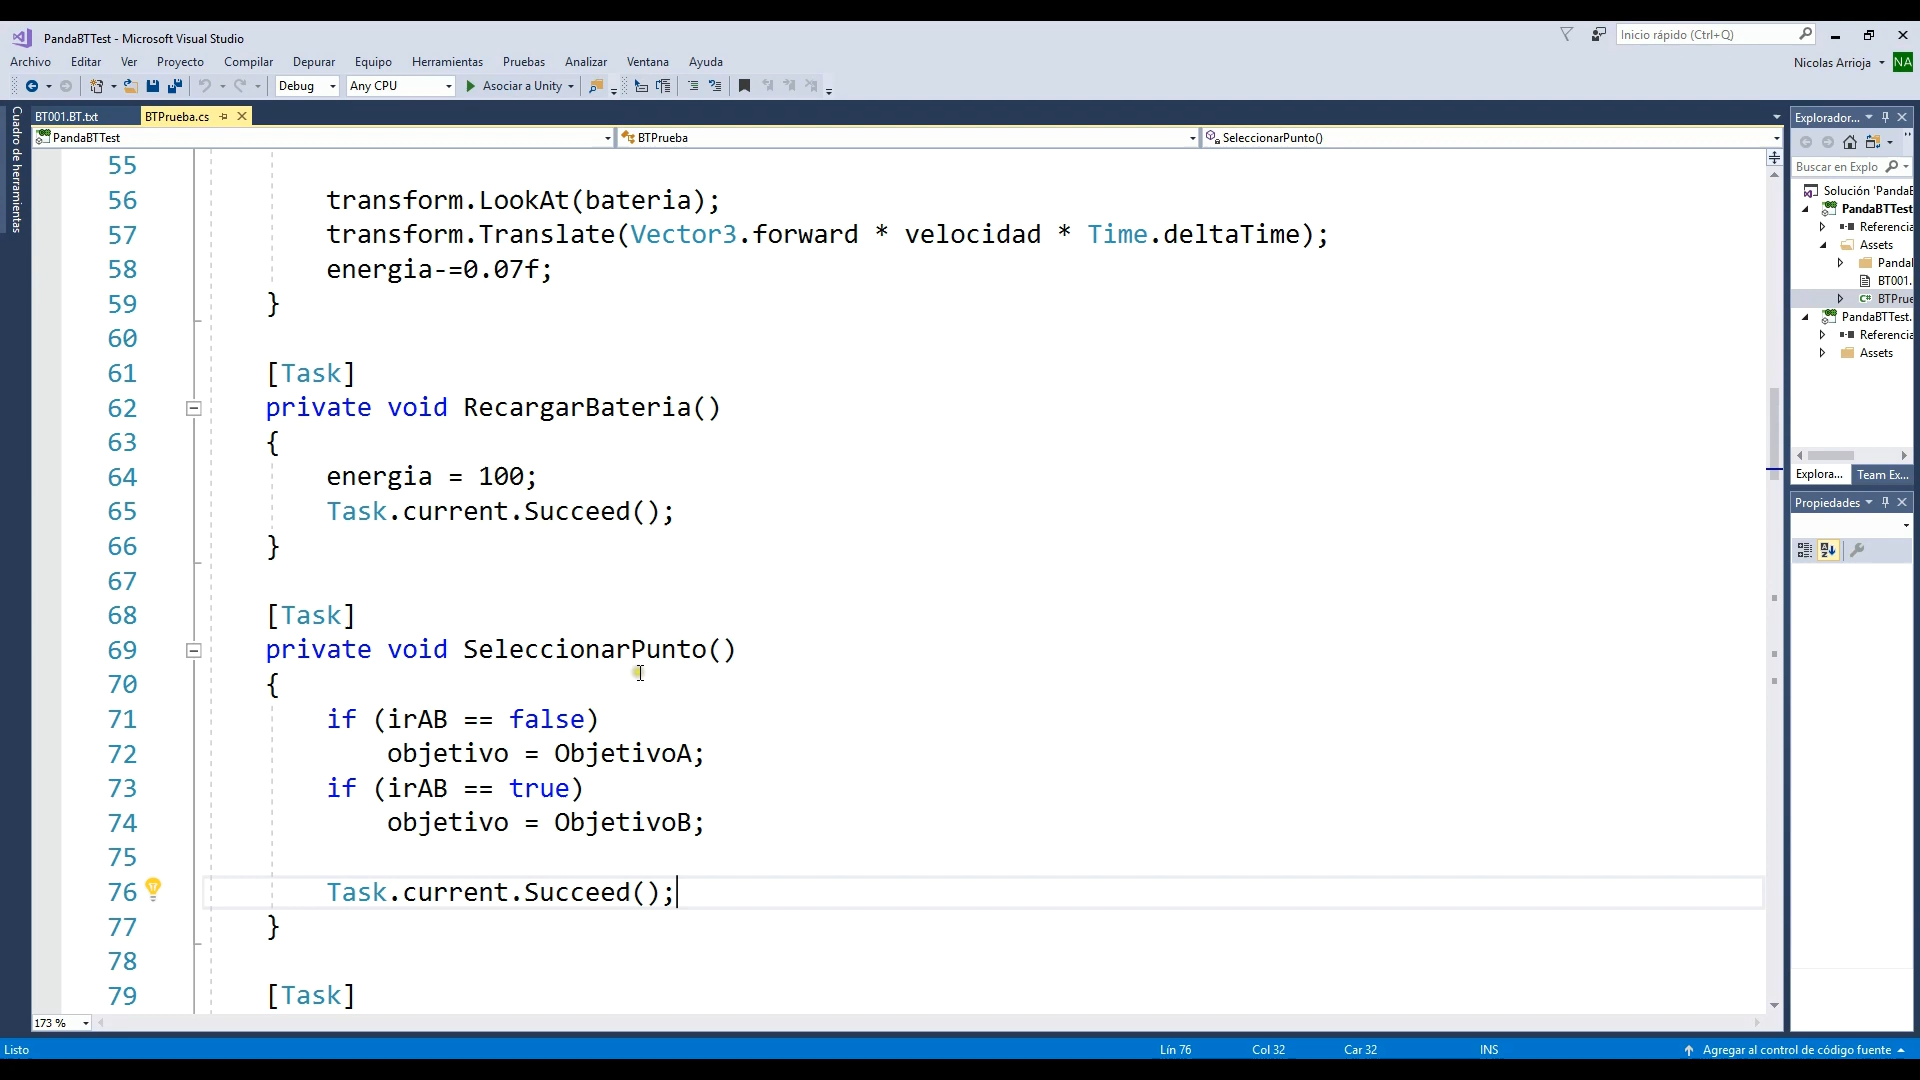 PandaBTTest - Microsoft Visual Studio
Inicio rápido (Ctrl+Q)
Archivo Editar Ver Proyecto Compilar Depurar Equipo Herramientas Pruebas Analizar Ventana Ayuda
Nicolas Arrioja NA
Debug Any CPU Asociar a Unity
Cuadro de herramientas
BT001.BT.txt BTPrueba.cs
PandaBTTest BTPrueba SeleccionarPunto()
55
56 transform.LookAt(bateria);
57 transform.Translate(Vector3.forward * velocidad * Time.deltaTime);
58 energia-=0.07f;
59 }
60
61 [Task]
62 private void RecargarBateria()
63 {
64 energia = 100;
65 Task.current.Succeed();
66 }
67
68 [Task]
69 private void SeleccionarPunto()
70 {
71 if (irAB == false)
72 objetivo = ObjetivoA;
73 if (irAB == true)
74 objetivo = ObjetivoB;
75
76 Task.current.Succeed();
77 }
78
79 [Task]
173 %
Explorador...
Buscar en Explo
Solución 'PandaB
PandaBTTest
Referencia
Assets
Panda
BT001.
BTPrue
PandaBTTest.
Referencia
Assets
Explora... Team Ex...
Propiedades
Listo Lín 76 Col 32 Car 32 INS Agregar al control de código fuente